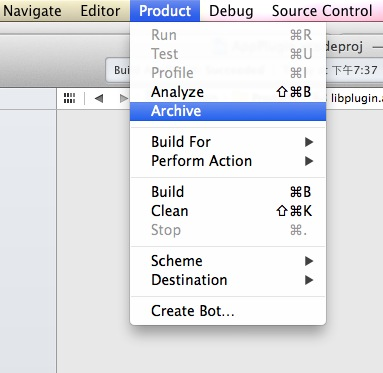 Navigate Editor Product Debug Source Control
deproj
Run ⌘R
Test ⌘U
Profile ⌘I
Bui 下午7:37
Analyze ⇧⌘B
Archive libplugin.a
Build For ▶
Perform Action ▶
Build ⌘B
Clean ⇧⌘K
Stop ⌘.
Scheme ▶
Destination ▶
Create Bot...